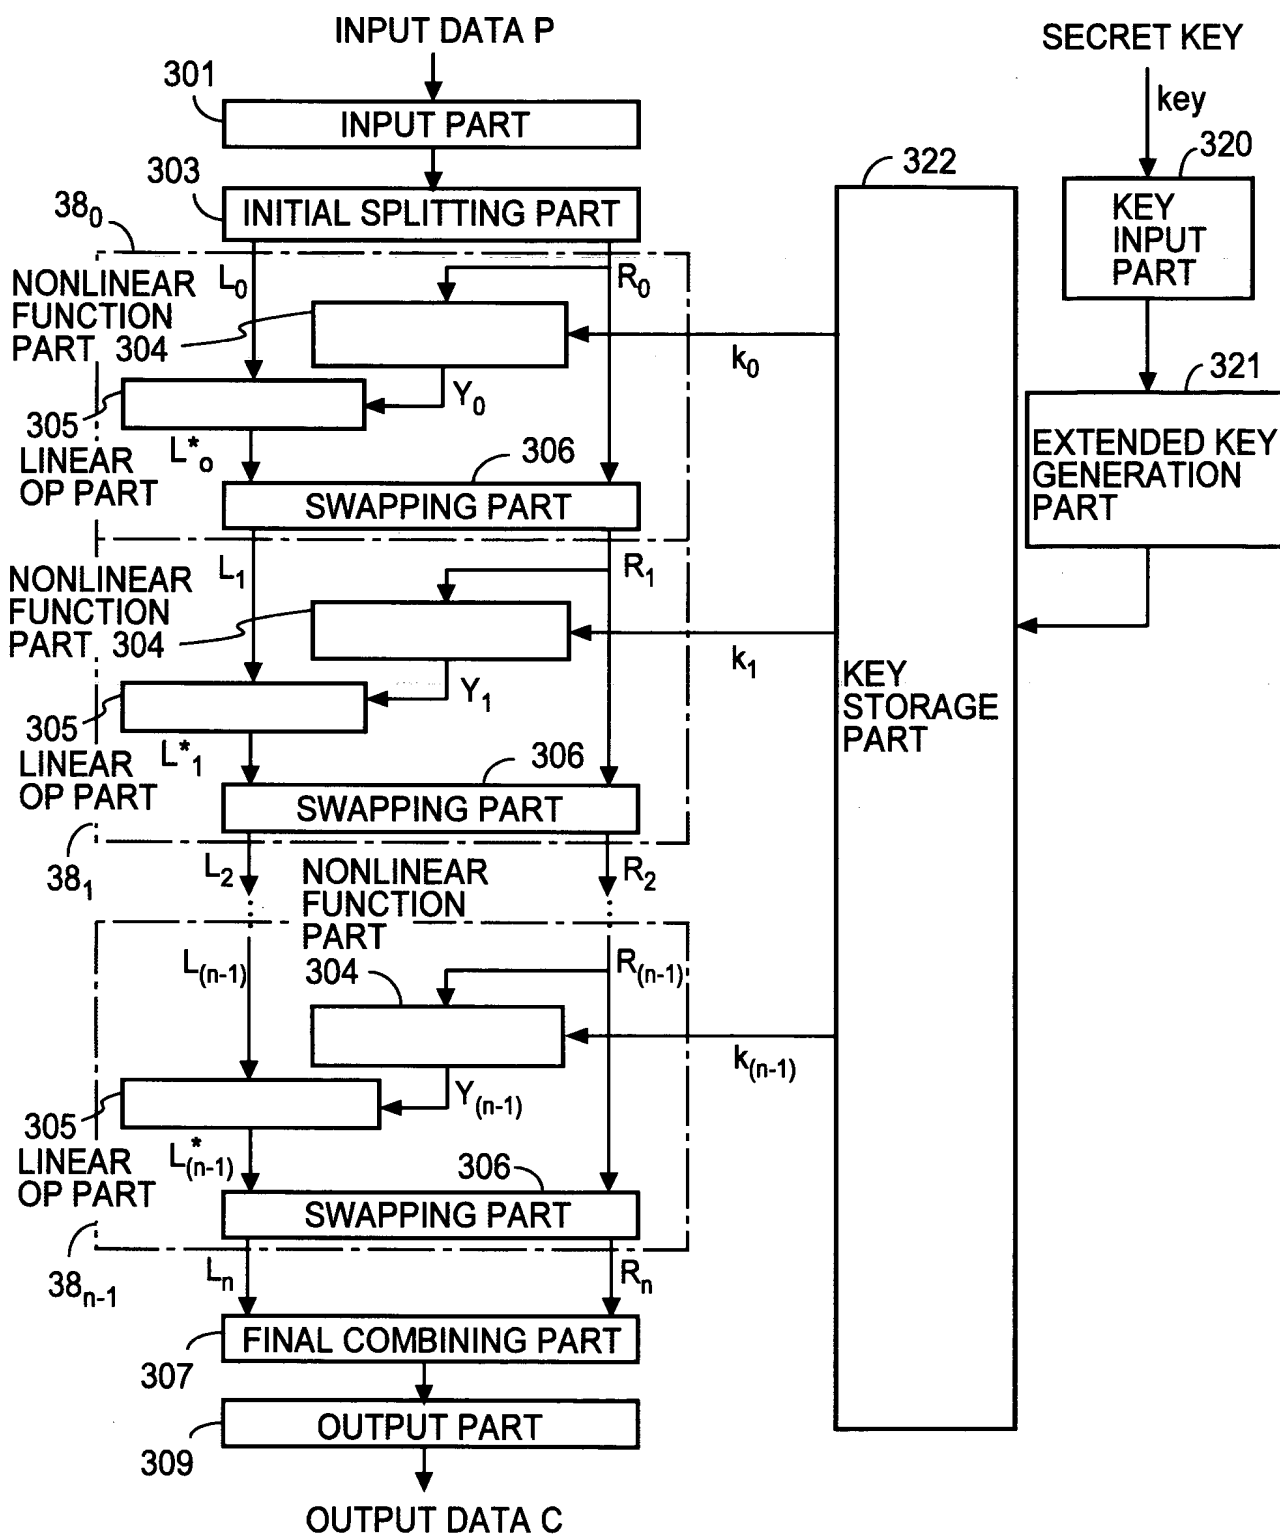 INPUT DATA P
SECRET KEY
301
key
INPUT PART
320
322
303
KEY
INPUT
PART
38₀
INITIAL SPLITTING PART
NONLINEAR
FUNCTION
PART 304
L₀
R₀
k₀
321
Y₀
305
LINEAR
OP PART
L*₀
306
EXTENDED KEY
GENERATION
PART
SWAPPING PART
NONLINEAR
FUNCTION
PART 304
L₁
R₁
k₁
KEY
STORAGE
PART
Y₁
305
LINEAR
OP PART
L*₁
306
SWAPPING PART
38₁
L₂
NONLINEAR
FUNCTION
PART
304
R₂
L(n-1)
R(n-1)
k(n-1)
Y(n-1)
305
LINEAR
OP PART
L*(n-1)
306
SWAPPING PART
38n-1
Ln
Rn
FINAL COMBINING PART
307
OUTPUT PART
309
OUTPUT DATA C